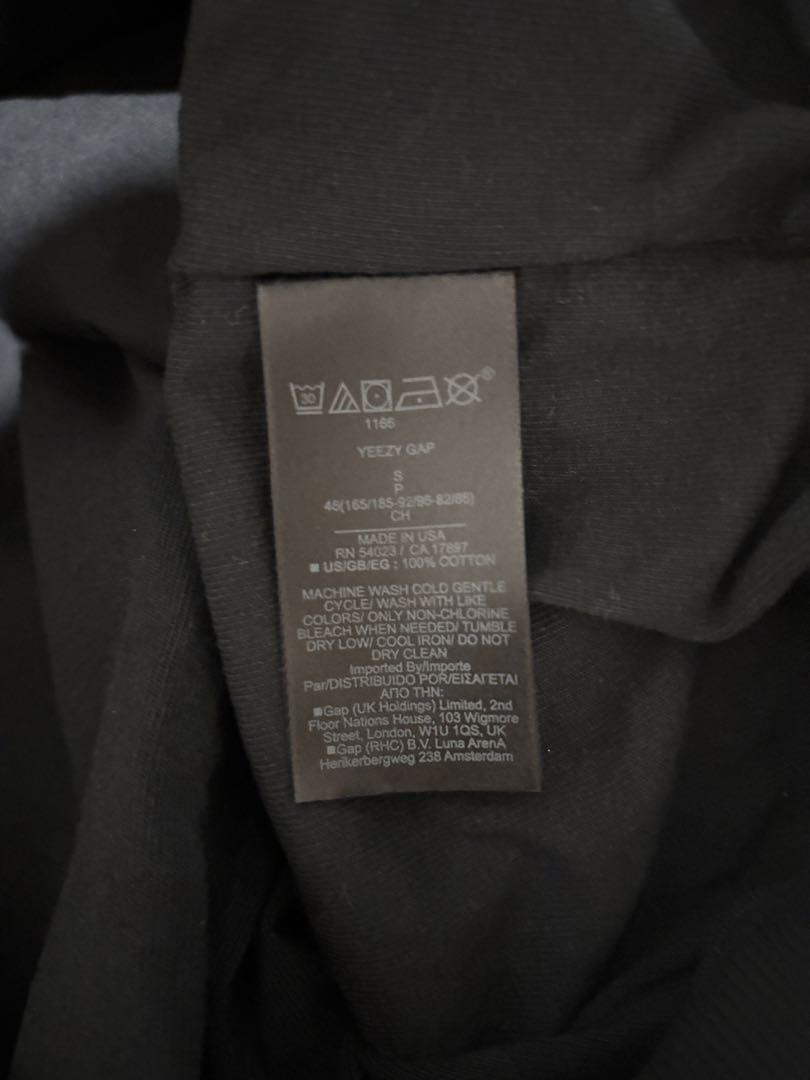 30
1166
YEEZY GAP
S
P
46(165/185-92/96-82/86)
CH
MADE IN USA
RN 54023 / CA 17897
■ US/GB/EG : 100% COTTON
MACHINE WASH COLD GENTLE
CYCLE/ WASH WITH LIKE
COLORS/ ONLY NON-CHLORINE
BLEACH WHEN NEEDED/ TUMBLE
DRY LOW/ COOL IRON/ DO NOT
DRY CLEAN
Imported By/Importe
Par/DISTRIBUIDO POR/ΕΙΣΑΓΕΤΑΙ
ΑΠΟ ΤΗΝ:
■Gap (UK Holdings) Limited, 2nd
Floor Nations House, 103 Wigmore
Street, London, W1U 1QS, UK
■Gap (RHC) B.V. Luna ArenA
Herikerbergweg 238 Amsterdam